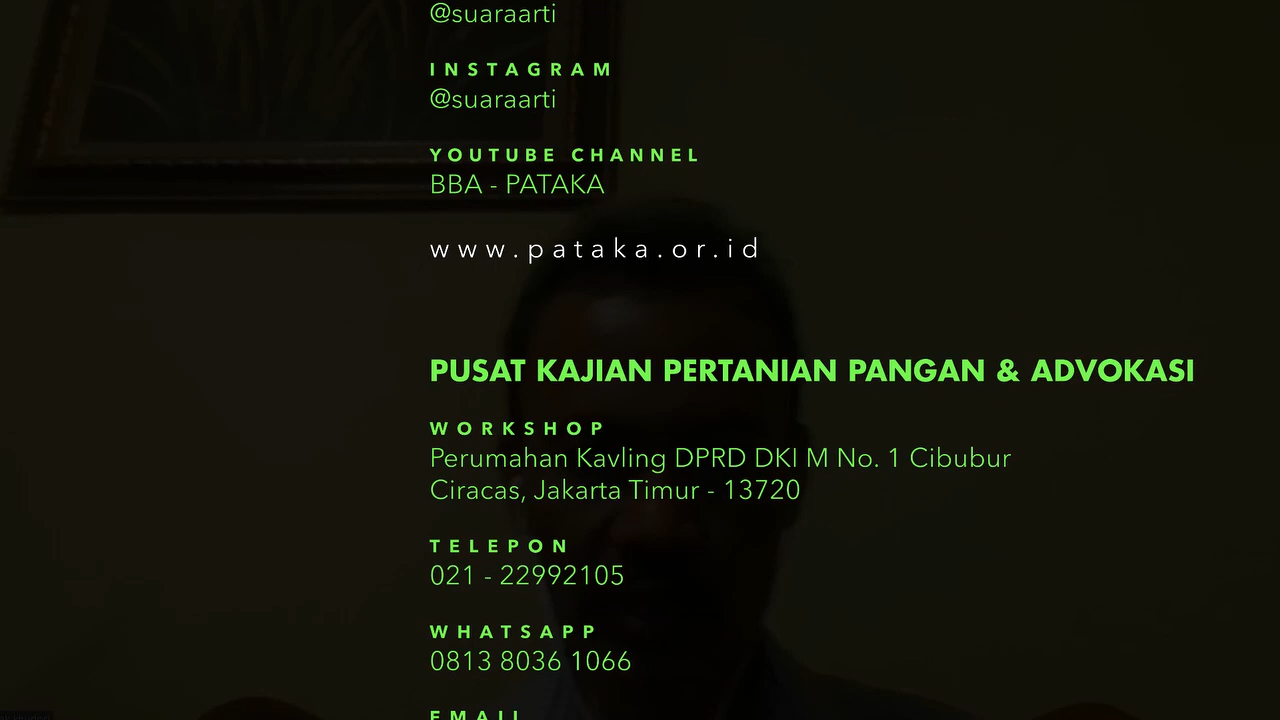 @suaraarti
INSTAGRAM
@suaraarti
YOUTUBE CHANNEL
BBA - PATAKA
www.pataka.or.id
PUSAT KAJIAN PERTANIAN PANGAN & ADVOKASI
WORKSHOP
Perumahan Kavling DPRD DKI M No. 1 Cibubur
Ciracas, Jakarta Timur - 13720
TELEPON
021 - 22992105
WHATSAPP
0813 8036 1066
EMAIL